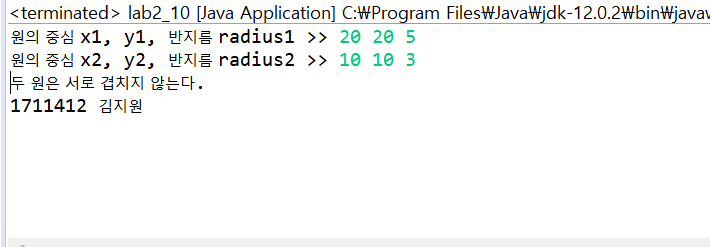 <terminated> lab2_10 [Java Application] C:₩Program Files₩Java₩jdk-12.0.2₩bin₩javav
원의 중심 x1, y1, 반지름 radius1 >> 20 20 5
원의 중심 x2, y2, 반지름 radius2 >> 10 10 3
두 원은 서로 겹치지 않는다.
1711412 김지원